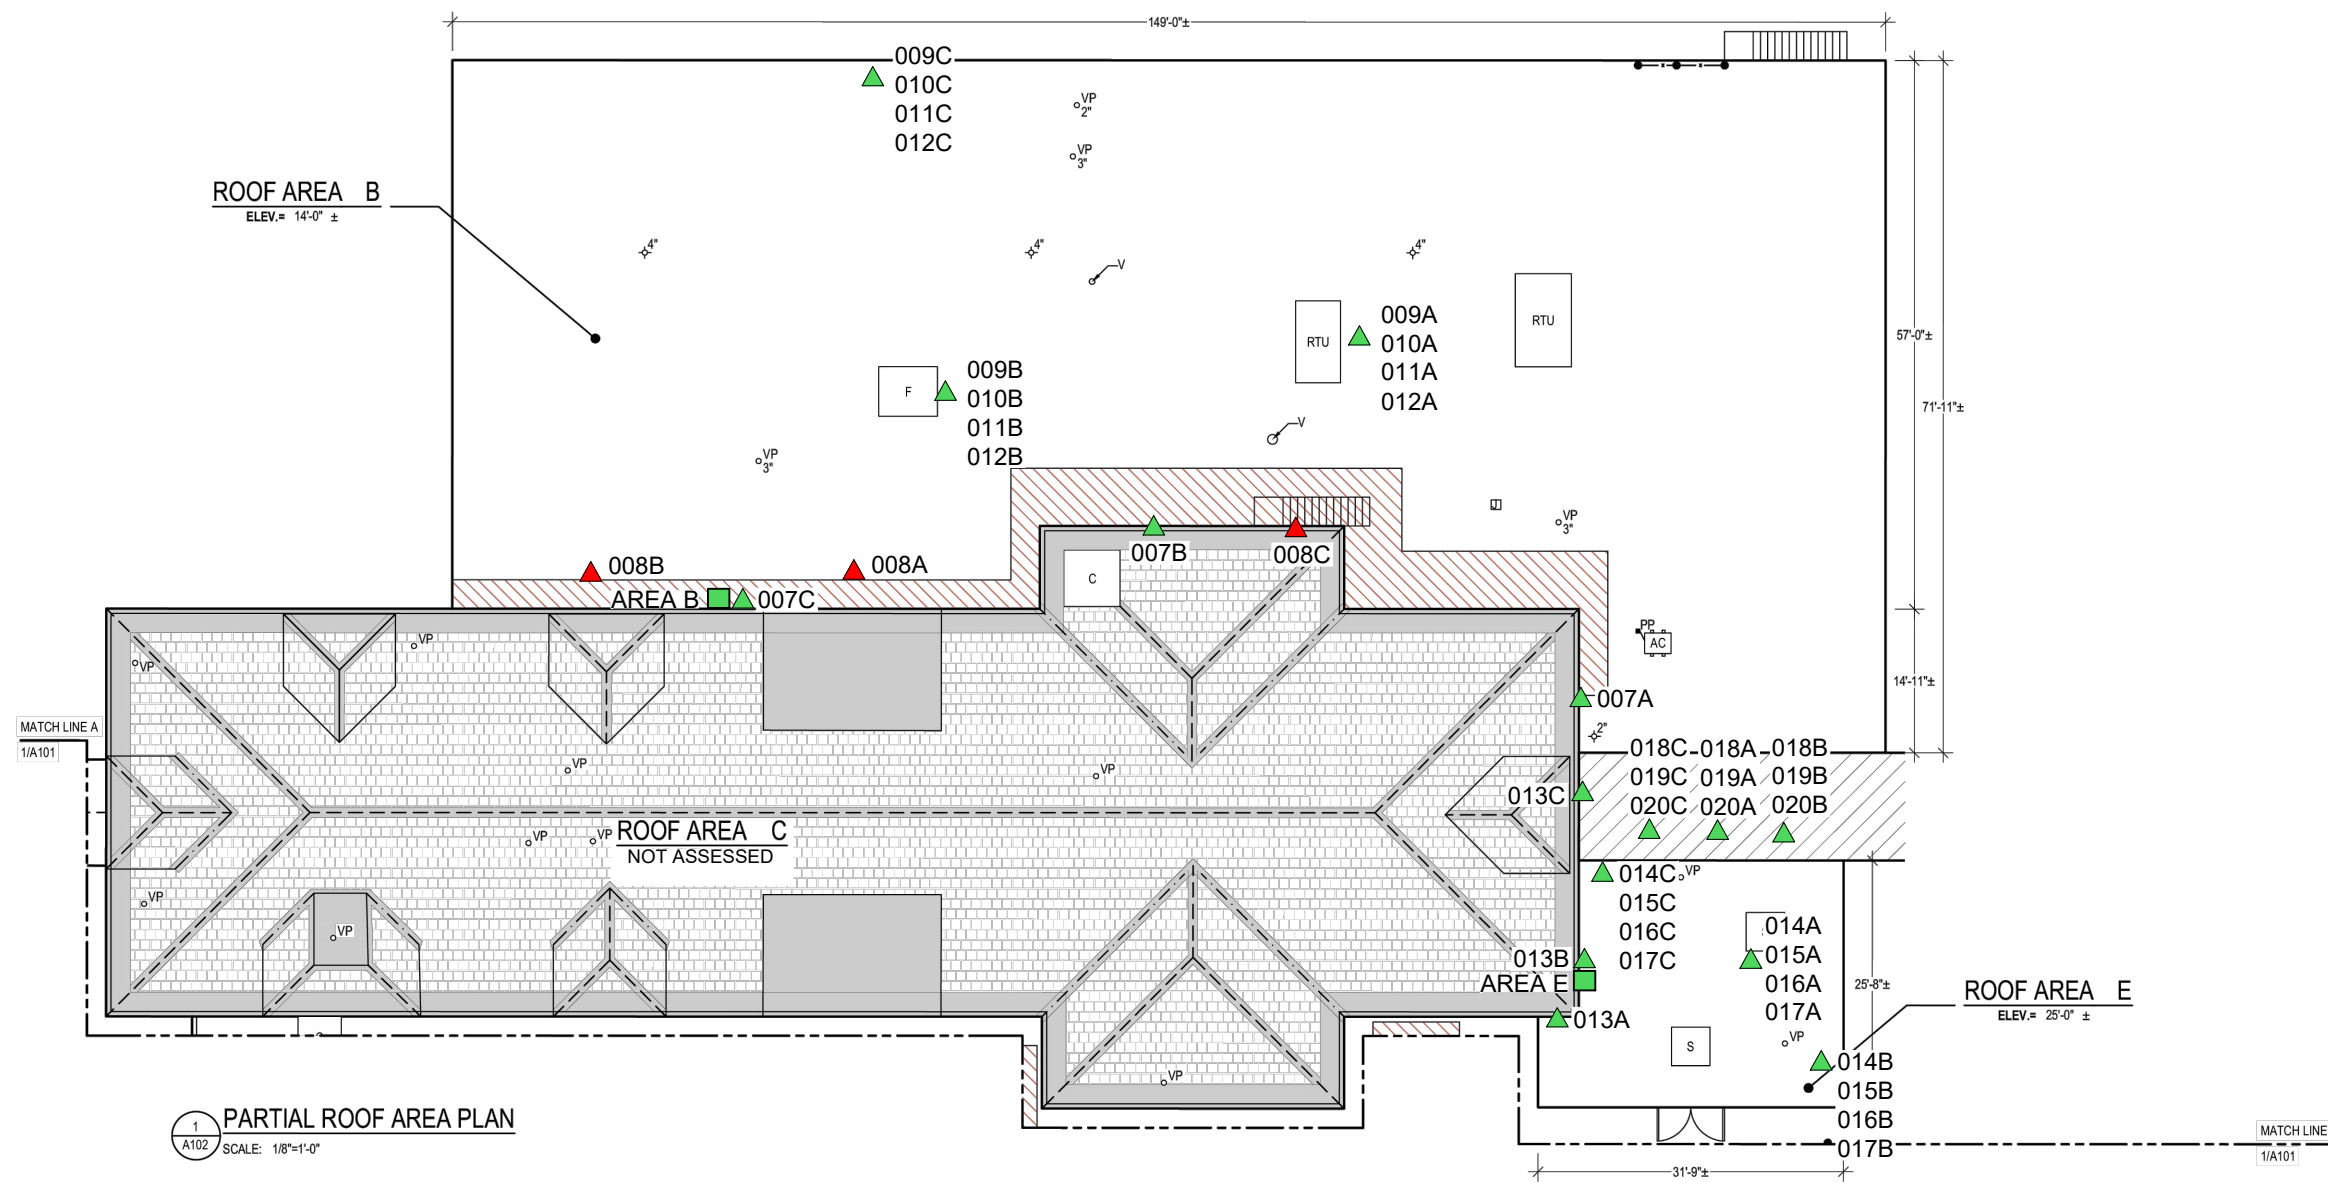 149'-0"±
009C
010C
011C
012C
VP
2"
VP
3"
ROOF AREA B
ELEV.= 14'-0" ±
4"
4"
4"
V
RTU
RTU
009A
010A
011A
012A
57'-0"±
71'-11"±
F
009B
010B
011B
012B
V
VP
3"
J
VP
3"
008B
008A
007B
008C
AREA B
007C
C
PP
AC
VP
VP
14'-11"±
007A
2"
MATCH LINE A
1/A101
018C 018A 018B
019C 019A 019B
020C 020A 020B
VP
VP
013C
ROOF AREA C
NOT ASSESSED
VP
VP
014C
015C
016C
017C
VP
VP
VP
014A
015A
016A
017A
013B
AREA E
25'-8"±
ROOF AREA E
ELEV.= 25'-0" ±
013A
S
VP
014B
015B
016B
017B
VP
1
A102
PARTIAL ROOF AREA PLAN
SCALE: 1/8"=1'-0"
MATCH LINE
1/A101
31'-9"±